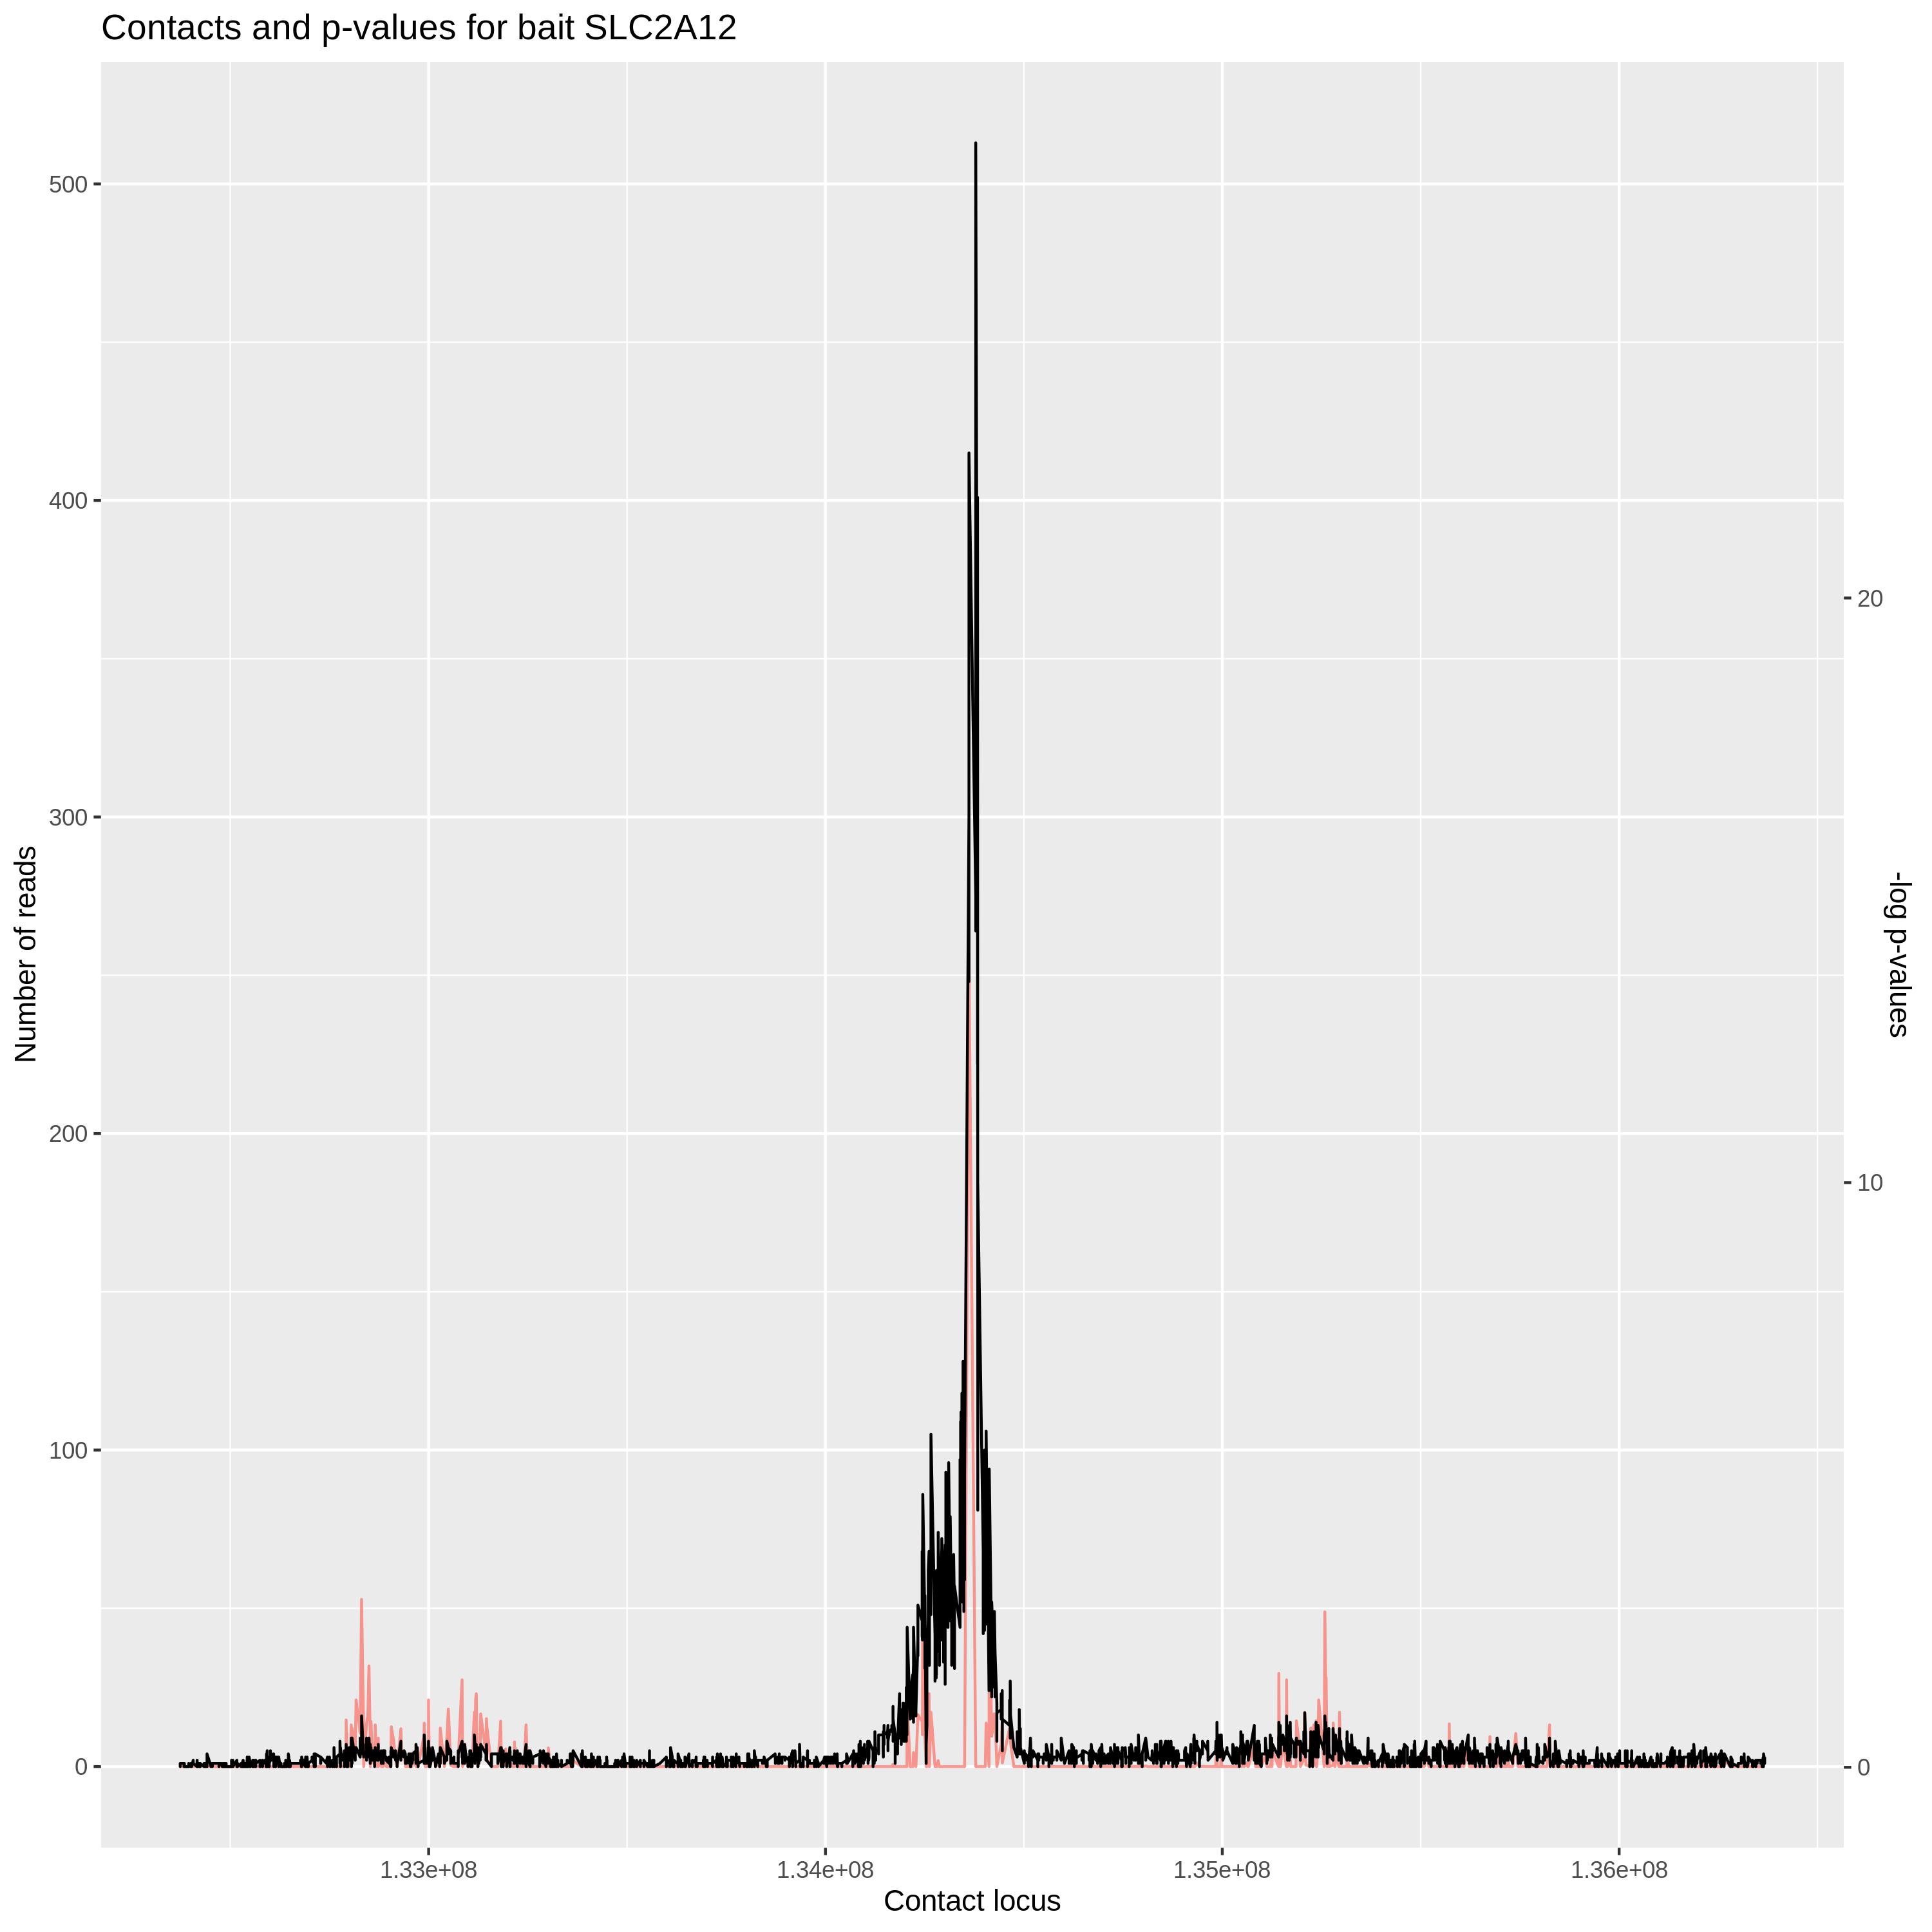 Contacts and p-values for bait SLC2A12
500
400
300
200
100
0
Number of reads
20
10
0
-log p-values
1.33e+08
1.34e+08
1.35e+08
1.36e+08
Contact locus